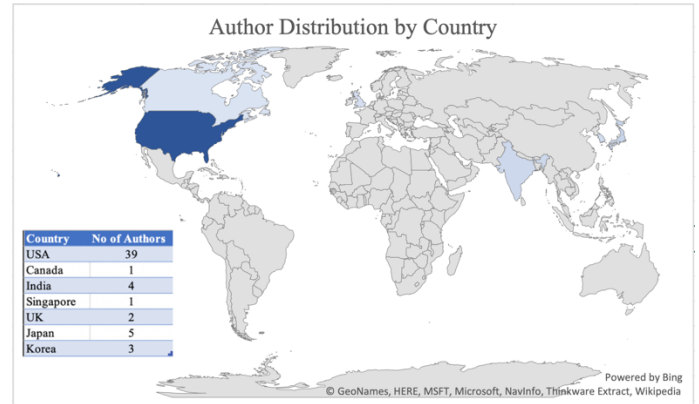 Author Distribution by Country
Country No of Authors
USA 39
Canada 1
India 4
Singapore 1
UK 2
Japan 5
Korea 3
Powered by Bing
© GeoNames, HERE, MSFT, Microsoft, NavInfo, Thinkware Extract, Wikipedia